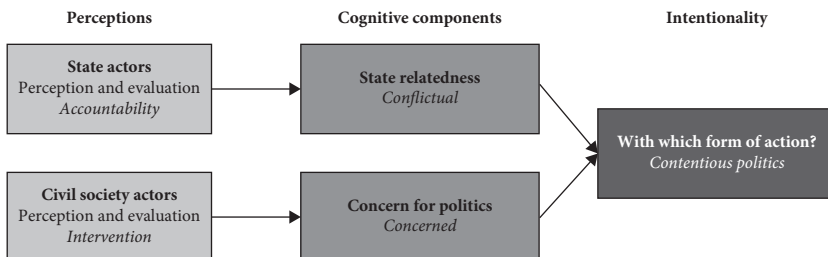 Perceptions
Cognitive components
Intentionality
State actors
Perception and evaluation
Accountability
State relatedness
Conflictual
With which form of action?
Contentious politics
Civil society actors
Perception and evaluation
Intervention
Concern for politics
Concerned